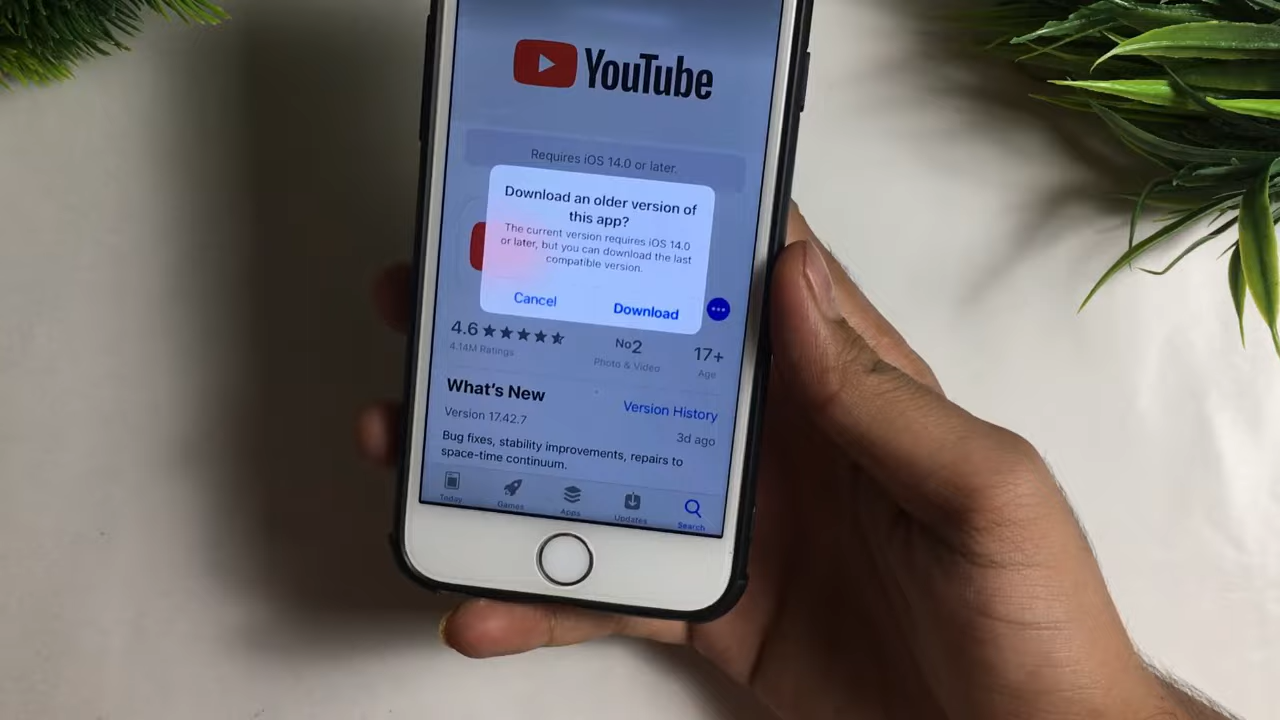 YouTube
Requires iOS 14.0 or later.
Download an older version of
this app?
The current version requires iOS 14.0
or later, but you can download the last
compatible version.
Cancel
Download
4.6
4.14M Ratings
No2
Photo & Video
17+
Age
What's New
Version History
Version 17.42.7
3d ago
Bug fixes, stability improvements, repairs to
space-time continuum.
Today
Games
Apps
Updates
Search